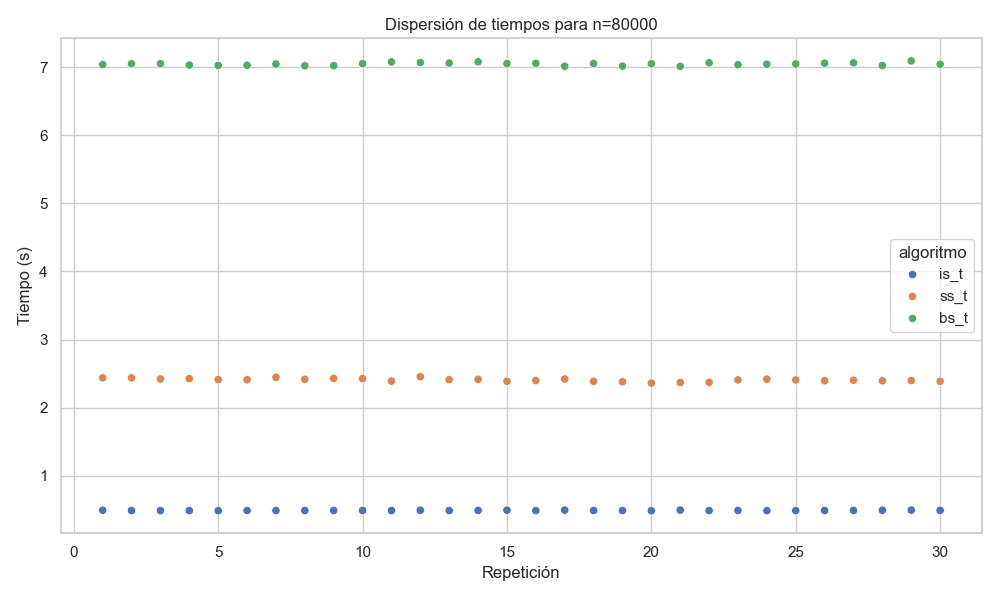 Dispersión de tiempos para n=80000
Tiempo (s)
7
6
5
4
3
2
1
algoritmo
is_t
ss_t
bs_t
0 5 10 15 20 25 30
Repetición